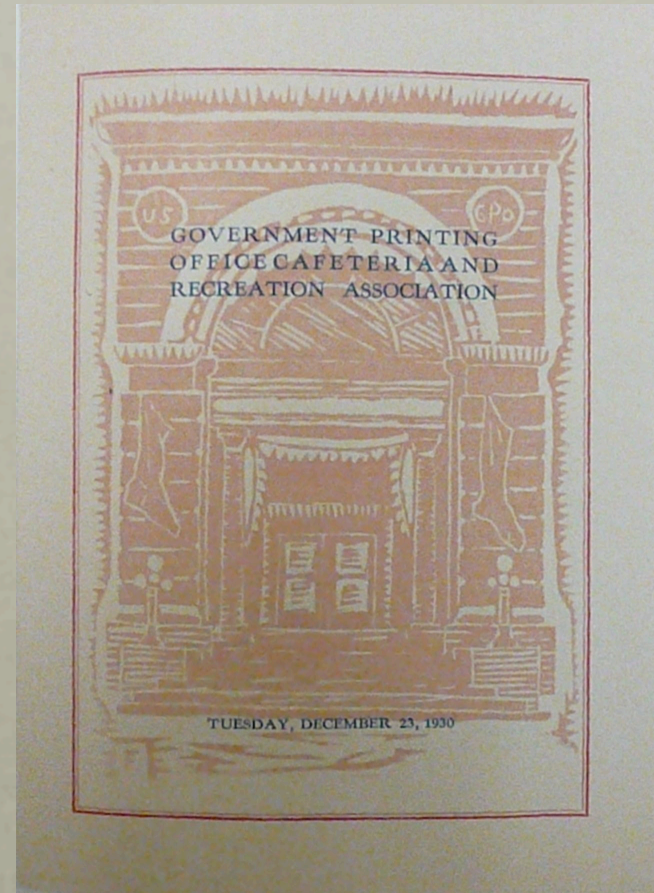 US
GPO
GOVERNMENT PRINTING
OFFICE CAFETERIA AND
RECREATION ASSOCIATION
TUESDAY, DECEMBER 23, 1930